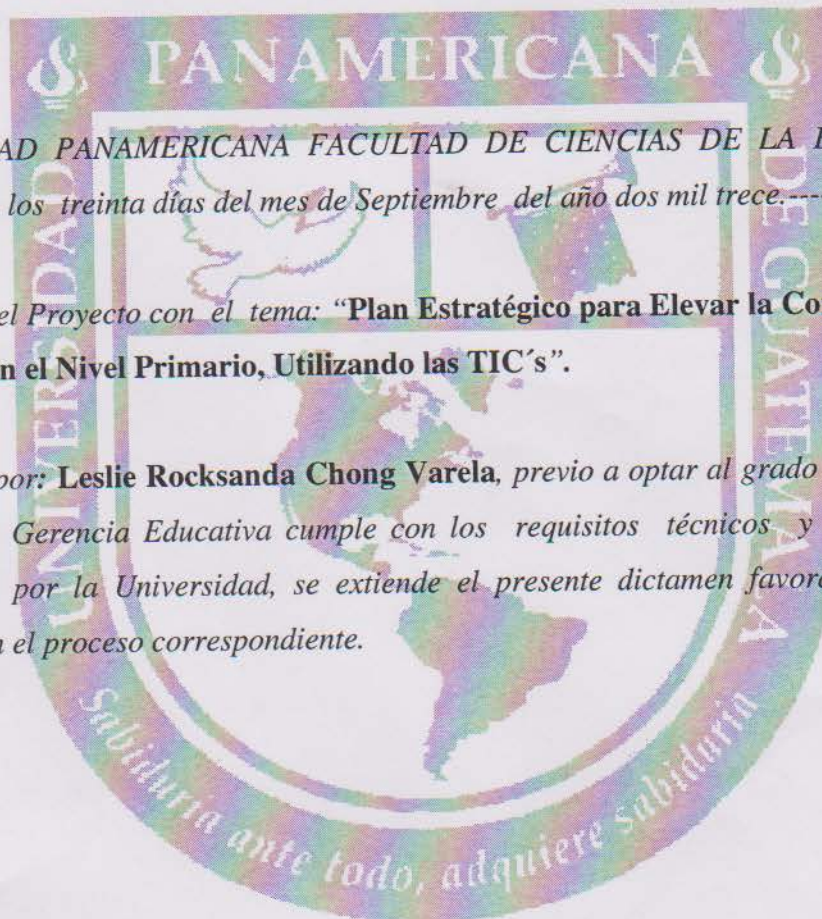 PANAMERICANA
UNIVERSIDAD
DE GUATEMALA
AD PANAMERICANA FACULTAD DE CIENCIAS DE LA
los treinta días del mes de Septiembre del año dos mil trece.----
el Proyecto con el tema: “Plan Estratégico para Elevar la Co
n el Nivel Primario, Utilizando las TIC´s”.
por: Leslie Rocksanda Chong Varela, previo a optar al grado
Gerencia Educativa cumple con los requisitos técnicos y
por la Universidad, se extiende el presente dictamen favor
n el proceso correspondiente.
Sabiduría ante todo, adquiere sabiduría